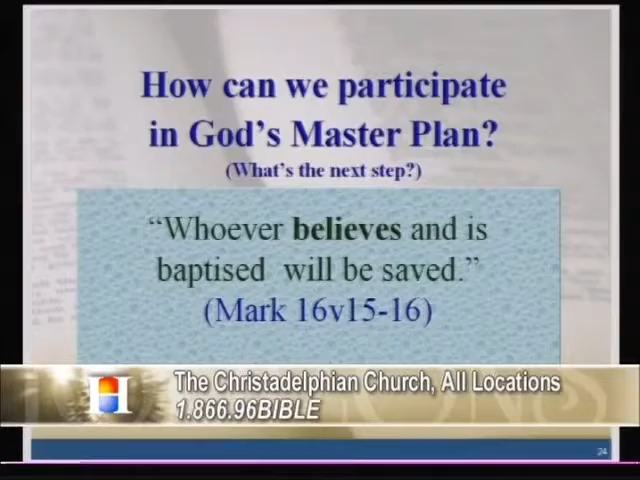 How can we participate
in God's Master Plan?
(What's the next step?)
“Whoever believes and is
baptised will be saved.”
(Mark 16v15-16)
The Christadelphian Church, All Locations
1.866.96BIBLE
24